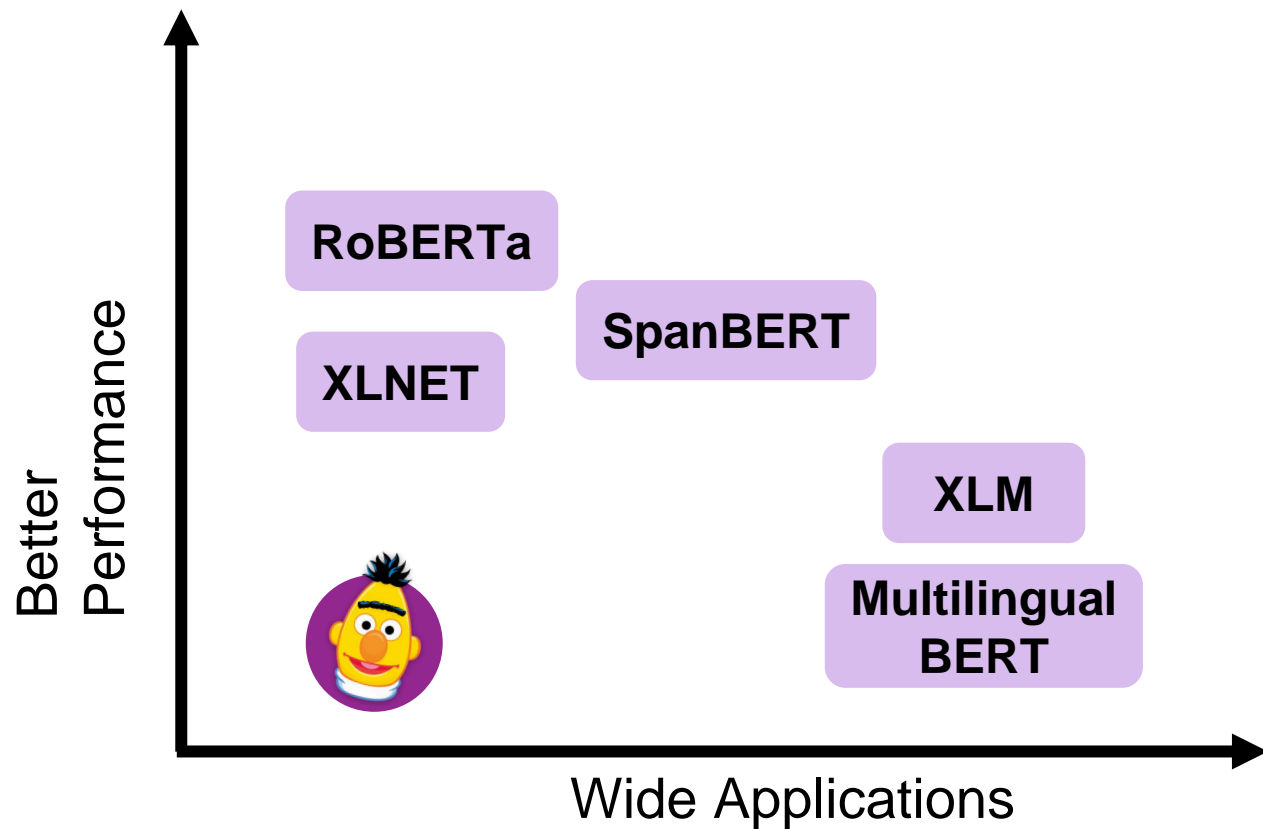 Better
Performance
RoBERTa
SpanBERT
XLNET
XLM
Multilingual
BERT
Wide Applications